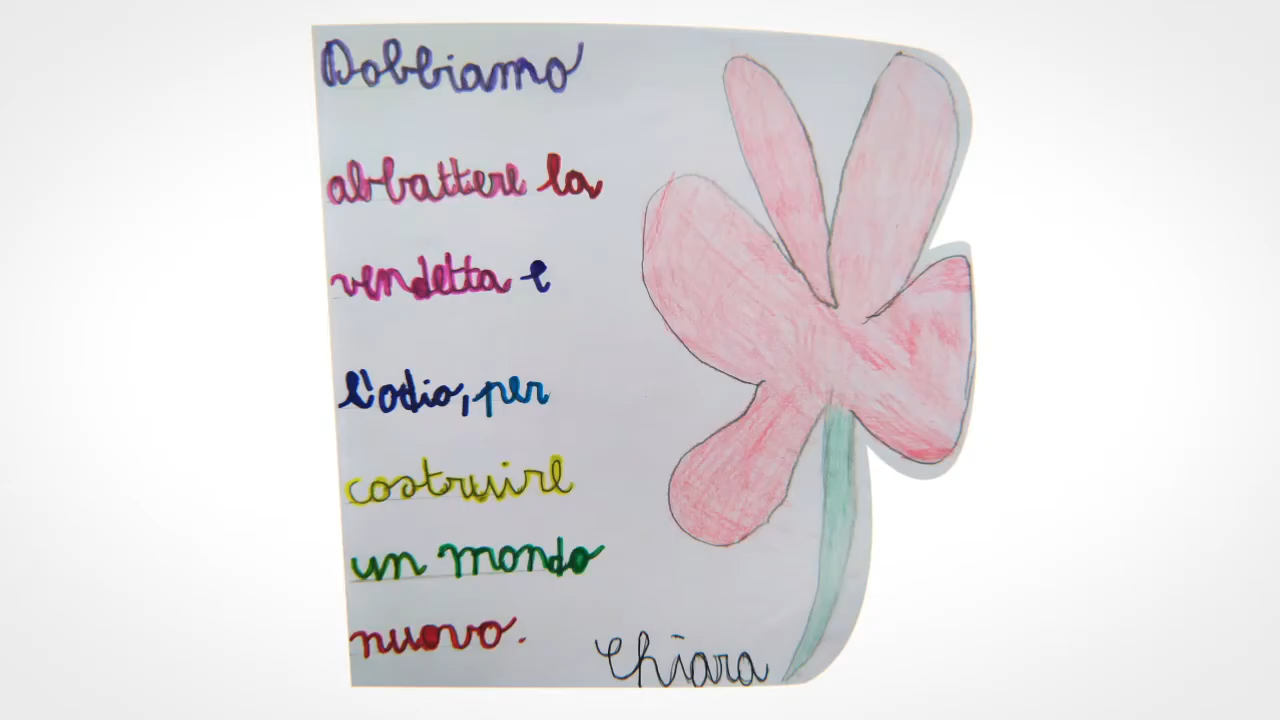 Dobbiamo
abbattere la
vendetta e
l'odio, per
costruire
un mondo
nuovo.
Chiara